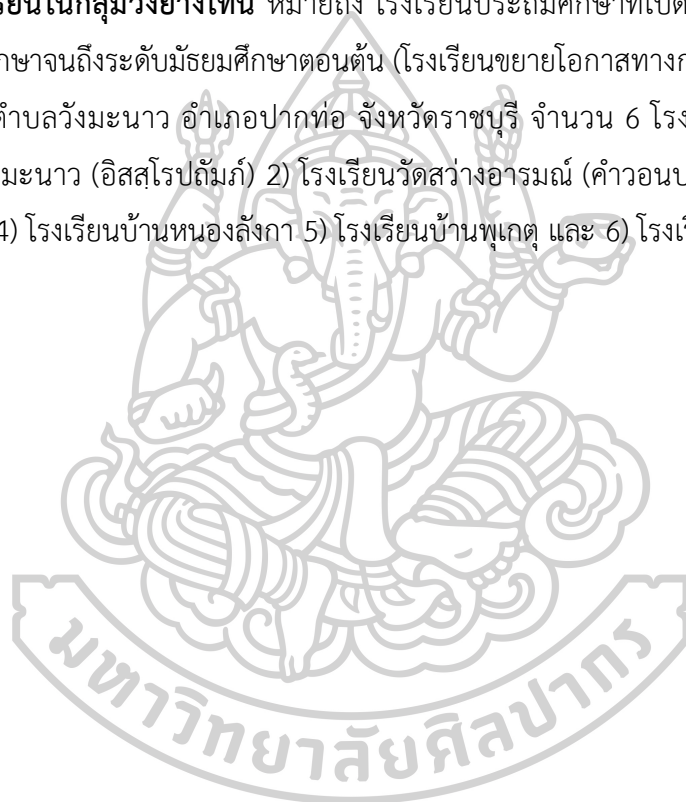 รียนในกลุ่มวังยางโทน หมายถึง โรงเรียนประถมศึกษาที่เปิด
กษาจนถึงระดับมัธยมศึกษาตอนต้น (โรงเรียนขยายโอกาสทางก
ตำบลวังมะนาว อำเภอปากท่อ จังหวัดราชบุรี จำนวน 6 โรง
มะนาว (อิสสฺโรปถัมภ์) 2) โรงเรียนวัดสว่างอารมณ์ (คำวอนบ
4) โรงเรียนบ้านหนองลังกา 5) โรงเรียนบ้านพุเกตุ และ 6) โรงเรี
มหาวิทยาลัยศิลปากร